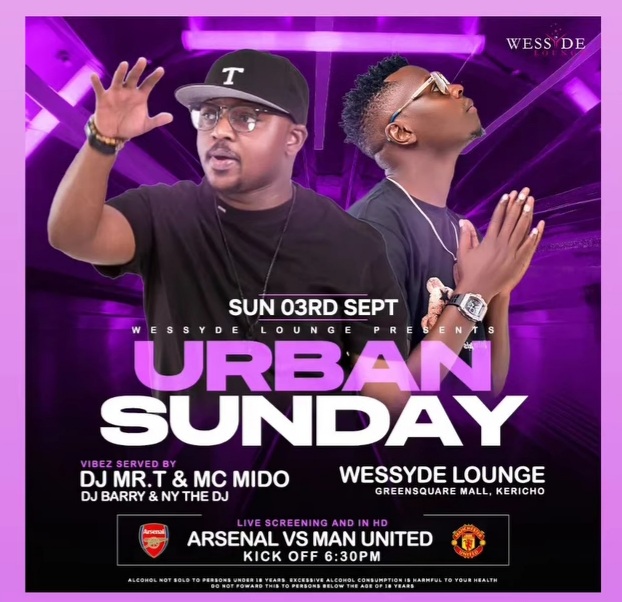 WESSYDE
LOUNGE
T
SUN 03RD SEPT
WESSYDE LOUNGE PRESENTS
URBAN
SUNDAY
VIBEZ SERVED BY
DJ MR.T & MC MIDO
DJ BARRY & NY THE DJ
WESSYDE LOUNGE
GREENSQUARE MALL, KERICHO
LIVE SCREENING AND IN HD
Arsenal
ARSENAL VS MAN UNITED
KICK OFF 6:30PM
ALCOHOL NOT SOLD TO PERSONS UNDER 18 YEARS. EXCESSIVE ALCOHOL CONSUMPTION IS HARMFUL TO YOUR HEALTH
DO NOT FOWARD THIS TO PERSONS BELOW THE AGE OF 18 YEARS